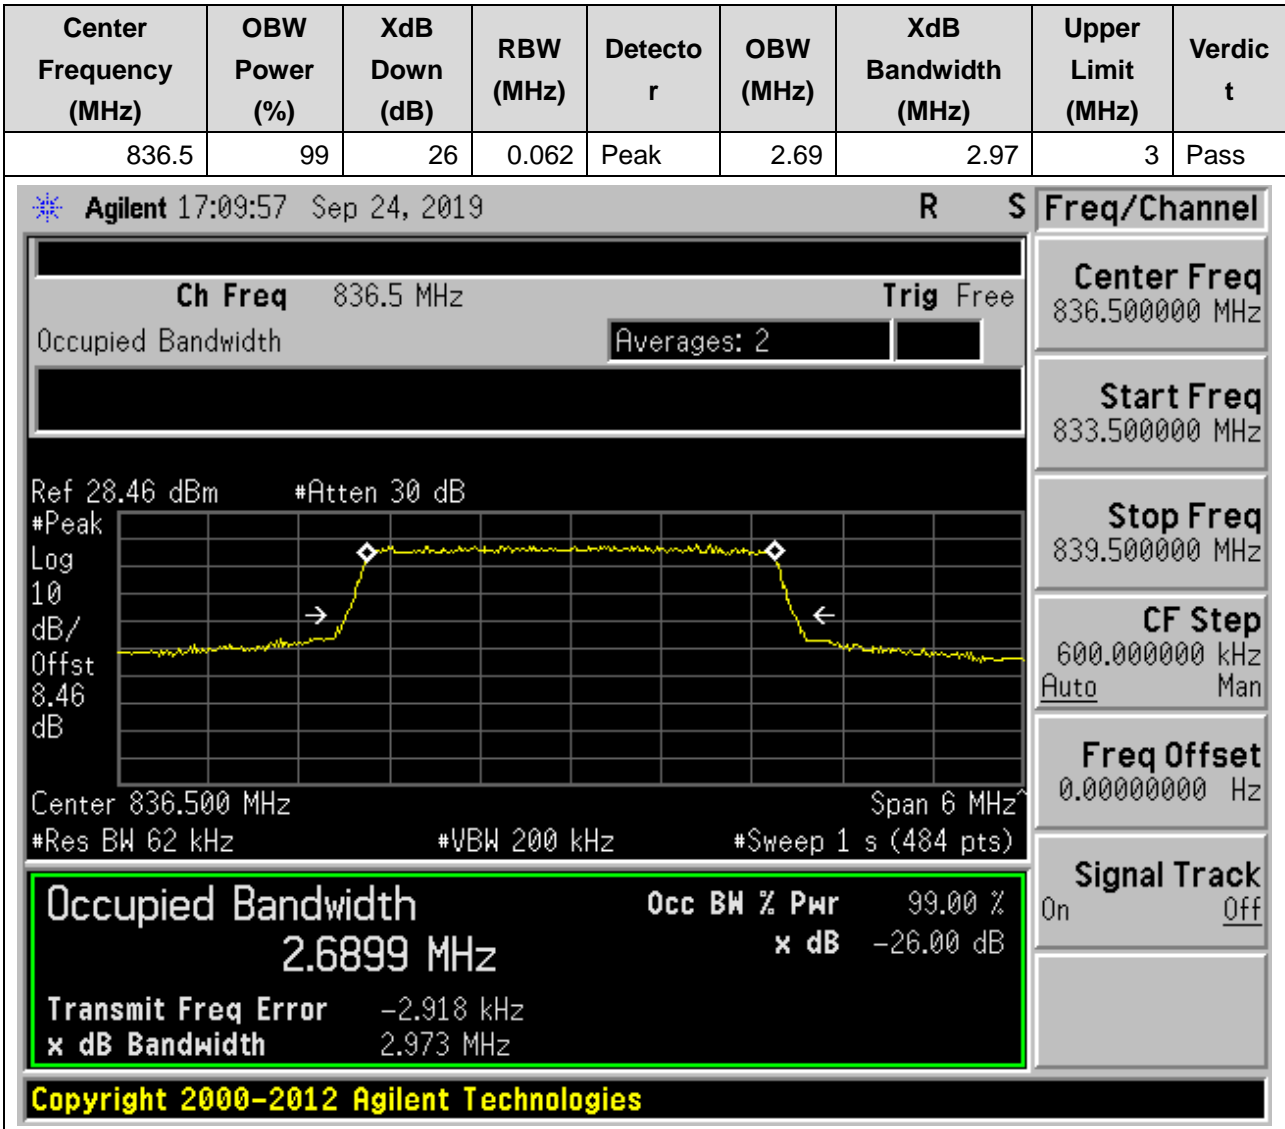 Center Frequency (MHz) OBW Power (%) XdB Down (dB) RBW (MHz) Detecto r OBW (MHz) XdB Bandwidth (MHz) Upper Limit (MHz) Verdic t
836.5 99 26 0.062 Peak 2.69 2.97 3 Pass
Agilent 17:09:57 Sep 24, 2019 R S
Freq/Channel
Ch Freq 836.5 MHz Trig Free
Occupied Bandwidth Averages: 2
Ref 28.46 dBm #Atten 30 dB
#Peak
Log
10
dB/
Offst
8.46
dB
Center 836.500 MHz Span 6 MHz^
#Res BW 62 kHz #VBW 200 kHz #Sweep 1 s (484 pts)
Occupied Bandwidth Occ BW % Pwr 99.00 %
2.6899 MHz x dB -26.00 dB
Transmit Freq Error -2.918 kHz
x dB Bandwidth 2.973 MHz
Center Freq
836.500000 MHz
Start Freq
833.500000 MHz
Stop Freq
839.500000 MHz
CF Step
600.000000 kHz
Auto Man
Freq Offset
0.00000000 Hz
Signal Track
On Off
Copyright 2000-2012 Agilent Technologies